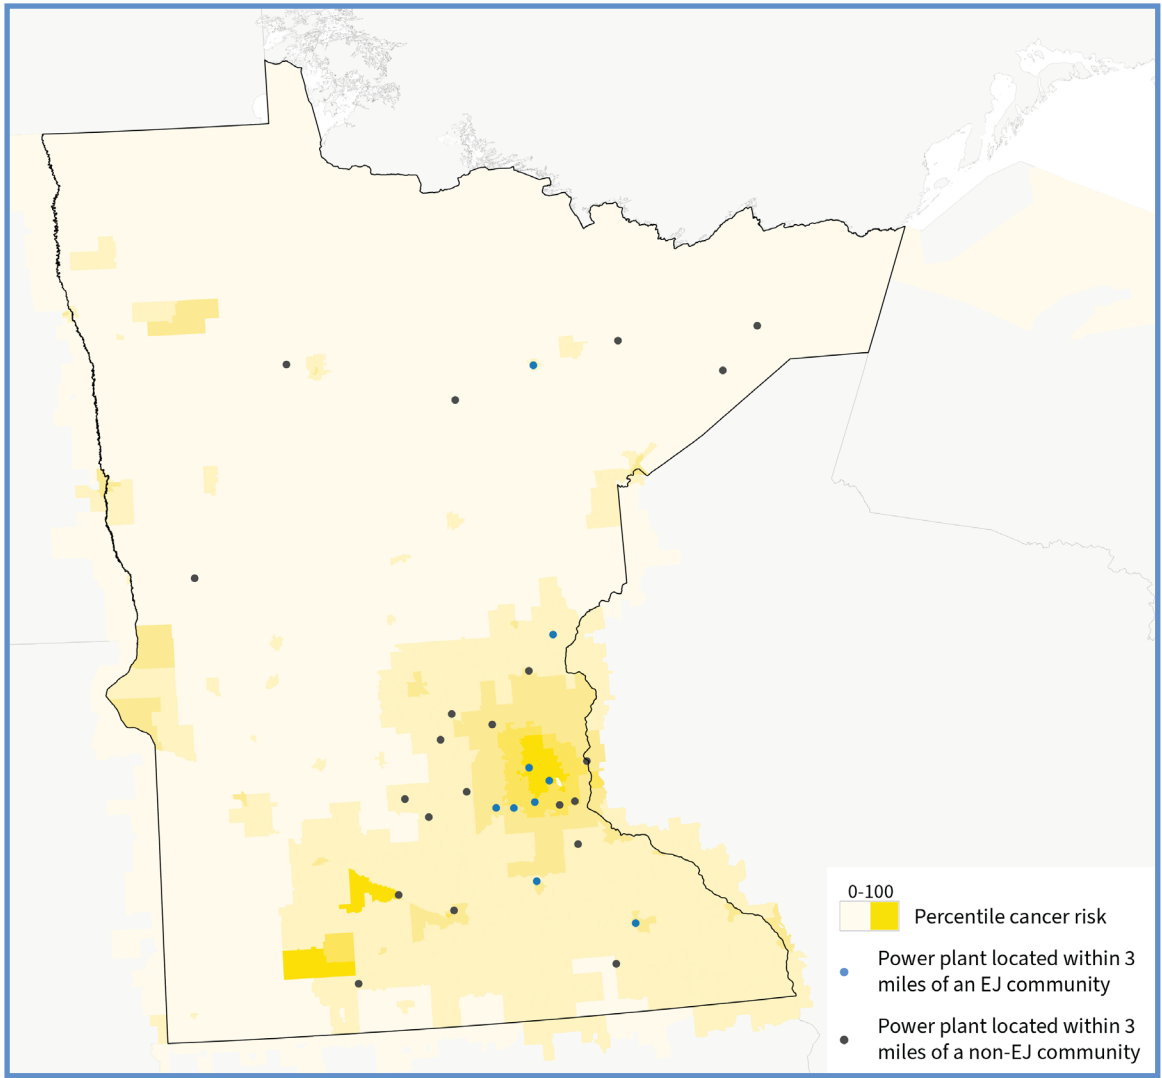 0-100
Percentile cancer risk
Power plant located within 3
miles of an EJ community
Power plant located within 3
miles of a non-EJ community